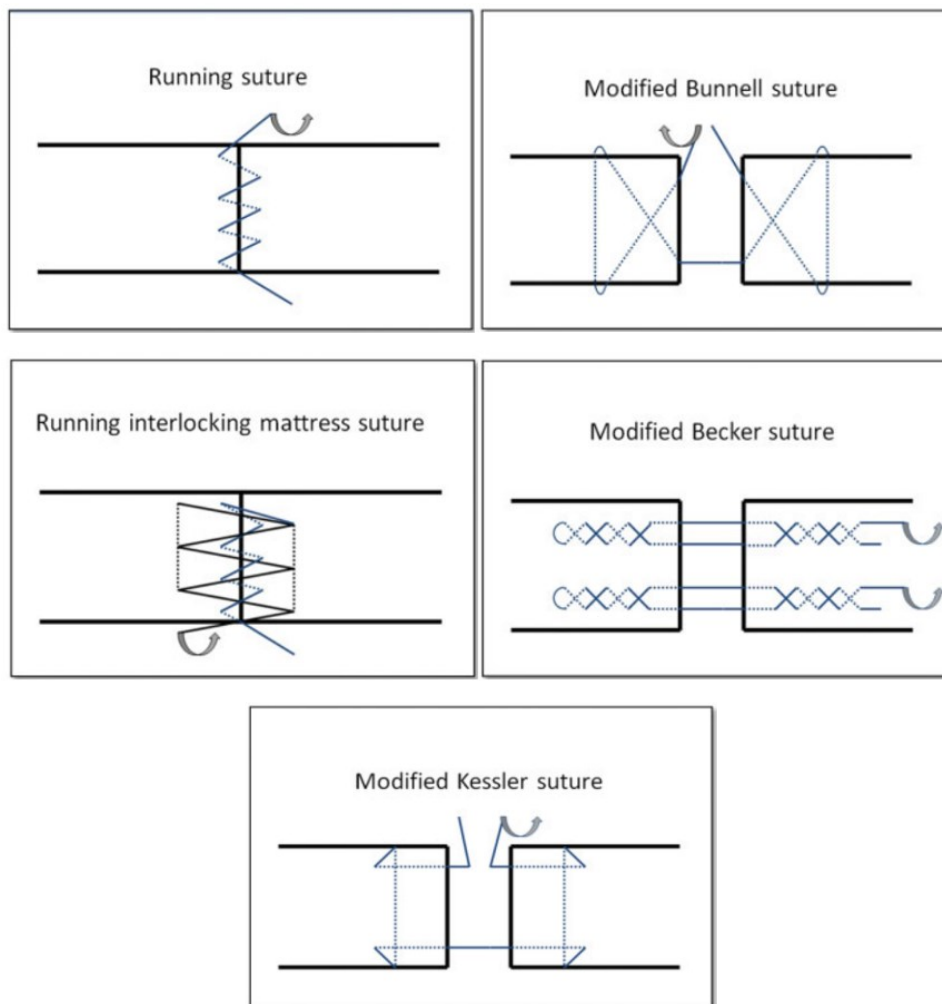 Running suture
Modified Bunnell suture
Running interlocking mattress suture
Modified Becker suture
Modified Kessler suture